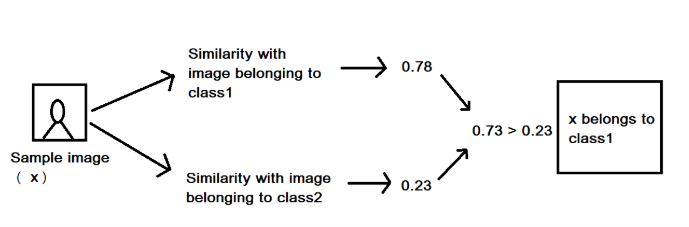 Similarity with
image belonging to
class1
0.78
Sample image
( x )
0.73 > 0.23
x belongs to
class1
Similarity with image
belonging to class2
0.23